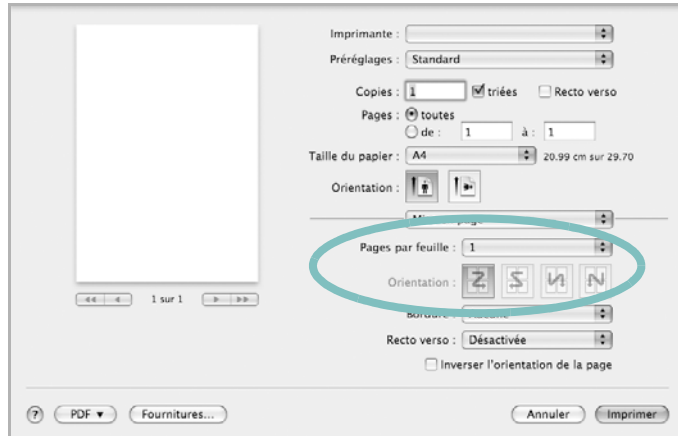 Imprimante :
Préréglages : Standard
Copies : 1 triées Recto verso
Pages : toutes
de : 1 à : 1
Taille du papier : A4 20.99 cm sur 29.70
Orientation :
Pages par feuille : 1
Orientation :
1 sur 1
Bordure : Aucune
Recto verso : Désactivée
Inverser l'orientation de la page
? PDF Fournitures... Annuler Imprimer